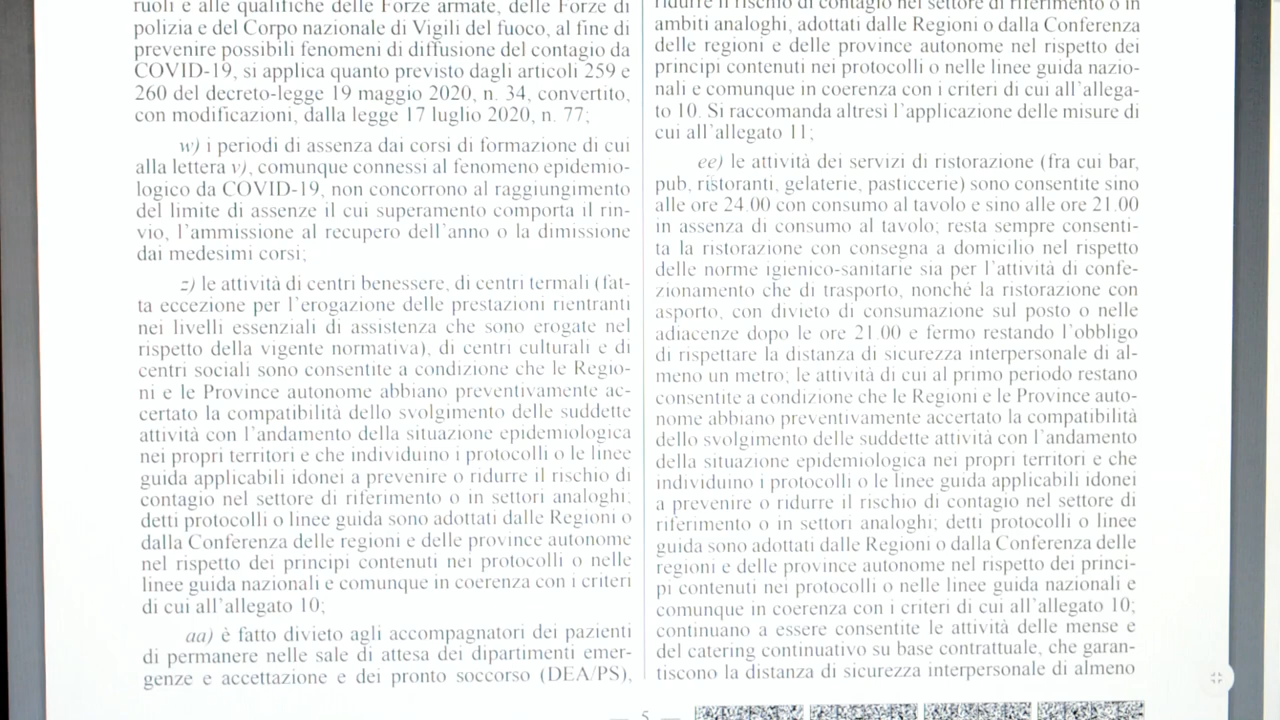 ruoli e alle qualifiche delle Forze armate, delle Forze di
polizia e del Corpo nazionale di Vigili del fuoco, al fine di
prevenire possibili fenomeni di diffusione del contagio da
COVID-19, si applica quanto previsto dagli articoli 259 e
260 del decreto-legge 19 maggio 2020, n. 34, convertito,
con modificazioni, dalla legge 17 luglio 2020, n. 77;
w) i periodi di assenza dai corsi di formazione di cui
alla lettera v), comunque connessi al fenomeno epidemio-
logico da COVID-19, non concorrono al raggiungimento
del limite di assenze il cui superamento comporta il rin-
vio, l'ammissione al recupero dell'anno o la dimissione
dai medesimi corsi;
z) le attività di centri benessere, di centri termali (fat-
ta eccezione per l'erogazione delle prestazioni rientranti
nei livelli essenziali di assistenza che sono erogate nel
rispetto della vigente normativa), di centri culturali e di
centri sociali sono consentite a condizione che le Regio-
ni e le Province autonome abbiano preventivamente ac-
certato la compatibilità dello svolgimento delle suddette
attività con l'andamento della situazione epidemiologica
nei propri territori e che individuino i protocolli o le linee
guida applicabili idonei a prevenire o ridurre il rischio di
contagio nel settore di riferimento o in settori analoghi;
detti protocolli o linee guida sono adottati dalle Regioni o
dalla Conferenza delle regioni e delle province autonome
nel rispetto dei principi contenuti nei protocolli o nelle
linee guida nazionali e comunque in coerenza con i criteri
di cui all'allegato 10;
aa) è fatto divieto agli accompagnatori dei pazienti
di permanere nelle sale di attesa dei dipartimenti emer-
genze e accettazione e dei pronto soccorso (DEA/PS),
ridurre il rischio di contagio nel settore di riferimento o in
ambiti analoghi, adottati dalle Regioni o dalla Conferenza
delle regioni e delle province autonome nel rispetto dei
principi contenuti nei protocolli o nelle linee guida nazio-
nali e comunque in coerenza con i criteri di cui all'allega-
to 10. Si raccomanda altresì l'applicazione delle misure di
cui all'allegato 11;
ee) le attività dei servizi di ristorazione (fra cui bar,
pub, ristoranti, gelaterie, pasticcerie) sono consentite sino
alle ore 24.00 con consumo al tavolo e sino alle ore 21.00
in assenza di consumo al tavolo; resta sempre consenti-
ta la ristorazione con consegna a domicilio nel rispetto
delle norme igienico-sanitarie sia per l'attività di confe-
zionamento che di trasporto, nonché la ristorazione con
asporto, con divieto di consumazione sul posto o nelle
adiacenze dopo le ore 21.00 e fermo restando l'obbligo
di rispettare la distanza di sicurezza interpersonale di al-
meno un metro; le attività di cui al primo periodo restano
consentite a condizione che le Regioni e le Province auto-
nome abbiano preventivamente accertato la compatibilità
dello svolgimento delle suddette attività con l'andamento
della situazione epidemiologica nei propri territori e che
individuino i protocolli o le linee guida applicabili idonei
a prevenire o ridurre il rischio di contagio nel settore di
riferimento o in settori analoghi; detti protocolli o linee
guida sono adottati dalle Regioni o dalla Conferenza delle
regioni e delle province autonome nel rispetto dei princi-
pi contenuti nei protocolli o nelle linee guida nazionali e
comunque in coerenza con i criteri di cui all'allegato 10;
continuano a essere consentite le attività delle mense e
del catering continuativo su base contrattuale, che garan-
tiscono la distanza di sicurezza interpersonale di almeno
— 5 —